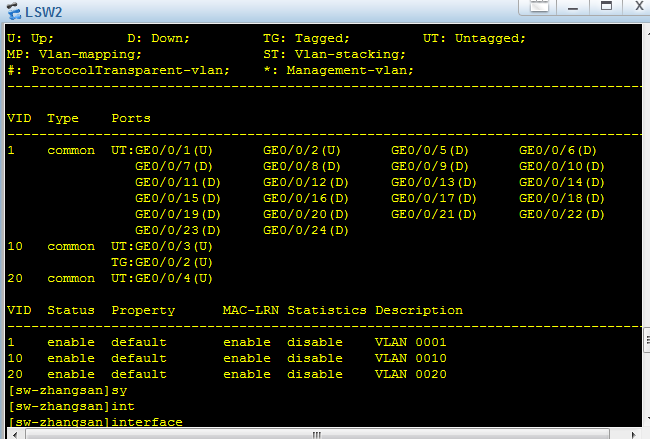 LSW2
U: Up; D: Down; TG: Tagged; UT: Untagged;
MP: Vlan-mapping; ST: Vlan-stacking;
#: ProtocolTransparent-vlan; *: Management-vlan;
--------------------------------------------------------------------------------
VID Type Ports
--------------------------------------------------------------------------------
1 common UT:GE0/0/1(U) GE0/0/2(U) GE0/0/5(D) GE0/0/6(D)
GE0/0/7(D) GE0/0/8(D) GE0/0/9(D) GE0/0/10(D)
GE0/0/11(D) GE0/0/12(D) GE0/0/13(D) GE0/0/14(D)
GE0/0/15(D) GE0/0/16(D) GE0/0/17(D) GE0/0/18(D)
GE0/0/19(D) GE0/0/20(D) GE0/0/21(D) GE0/0/22(D)
GE0/0/23(D) GE0/0/24(D)
10 common UT:GE0/0/3(U)
TG:GE0/0/2(U)
20 common UT:GE0/0/4(U)
VID Status Property MAC-LRN Statistics Description
--------------------------------------------------------------------------------
1 enable default enable disable VLAN 0001
10 enable default enable disable VLAN 0010
20 enable default enable disable VLAN 0020
[sw-zhangsan]sy
[sw-zhangsan]int
[sw-zhangsan]interface